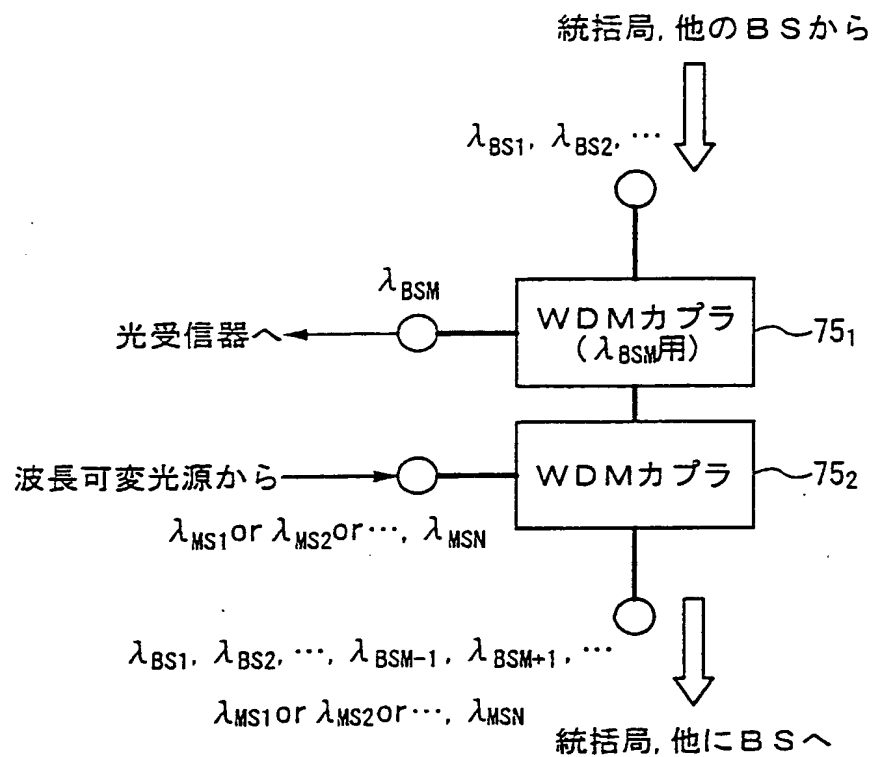 統括局, 他のBSから
λBS1, λBS2, …
λBSM
光受信器へ
WDMカプラ
(λBSM用)
751
波長可変光源から
WDMカプラ
752
λMS1 or λMS2 or …, λMSN
λBS1, λBS2, …, λBSM-1, λBSM+1, …
λMS1 or λMS2 or …, λMSN
統括局, 他にBSへ